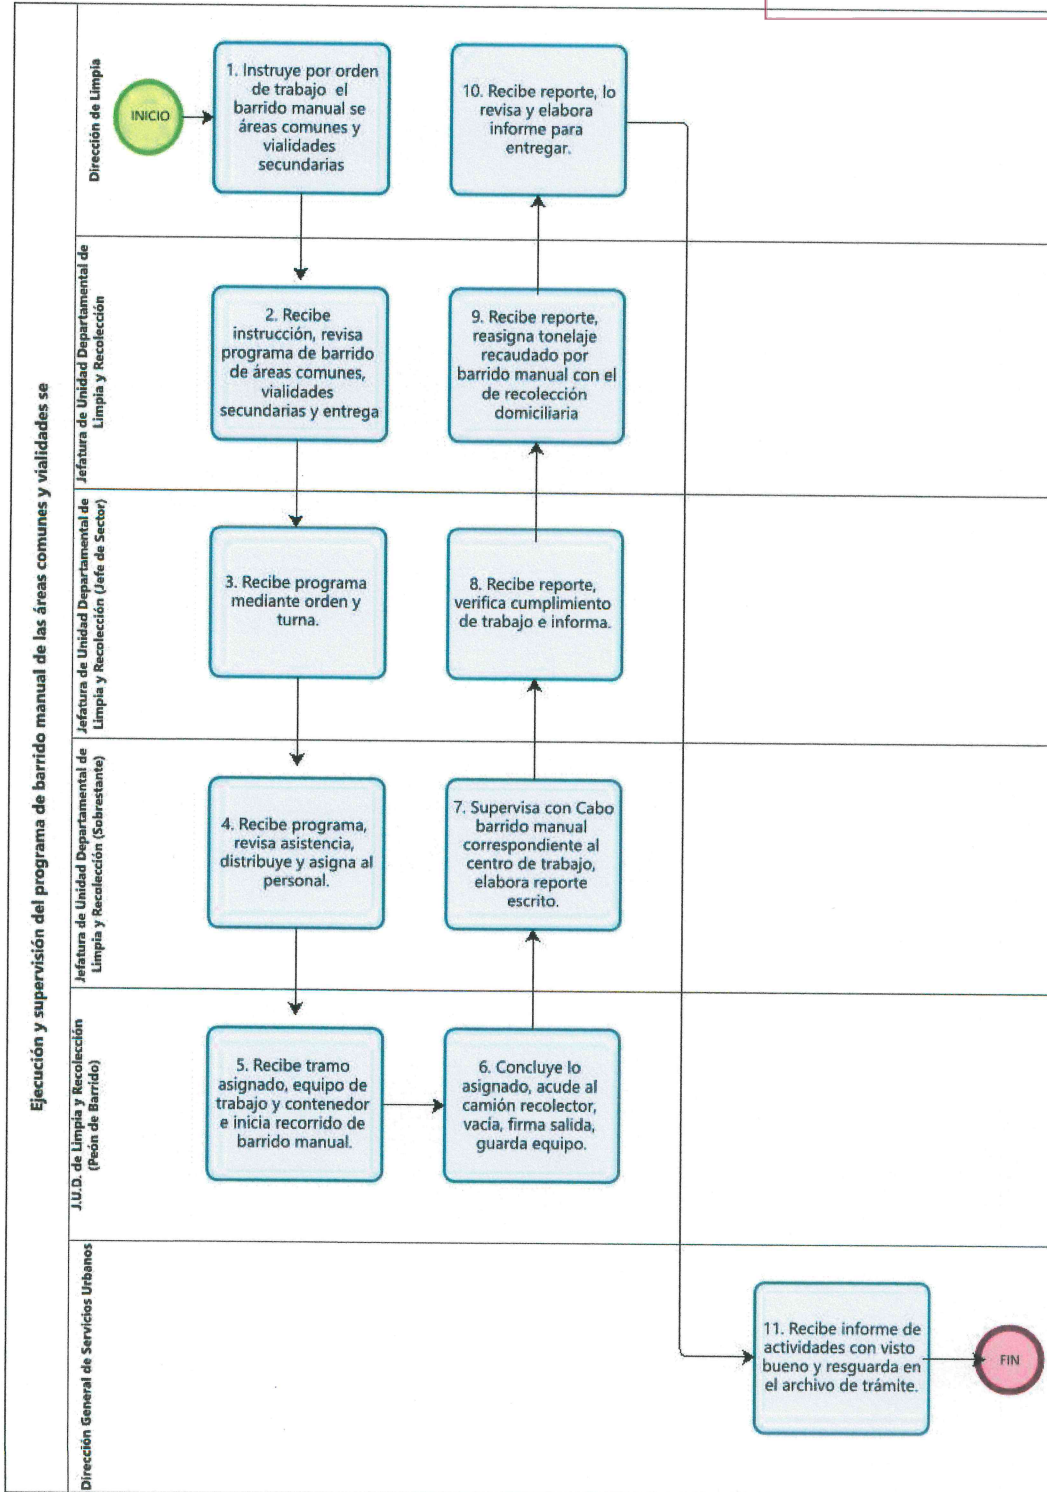 Ejecución y supervisión del programa de barrido manual de las áreas comunes y vialidades se
Dirección de Limpia
INICIO
1. Instruye por orden
de trabajo el
barrido manual se
áreas comunes y
vialidades
secundarias
10. Recibe reporte, lo
revisa y elabora
informe para
entregar.
Jefatura de Unidad Departamental de
Limpia y Recolección
2. Recibe
instrucción, revisa
programa de barrido
de áreas comunes,
vialidades
secundarias y entrega
9. Recibe reporte,
reasigna tonelaje
recaudado por
barrido manual con el
de recolección
domiciliaria
Jefatura de Unidad Departamental de
Limpia y Recolección (Jefe de Sector)
3. Recibe programa
mediante orden y
turna.
8. Recibe reporte,
verifica cumplimiento
de trabajo e informa.
Jefatura de Unidad Departamental de
Limpia y Recolección (Sobrestante)
4. Recibe programa,
revisa asistencia,
distribuye y asigna al
personal.
7. Supervisa con Cabo
barrido manual
correspondiente al
centro de trabajo,
elabora reporte
escrito.
J.U.D. de Limpia y Recolección
(Peón de Barrido)
5. Recibe tramo
asignado, equipo de
trabajo y contenedor
e inicia recorrido de
barrido manual.
6. Concluye lo
asignado, acude al
camión recolector,
vacía, firma salida,
guarda equipo.
Dirección General de Servicios Urbanos
11. Recibe informe de
actividades con visto
bueno y resguarda en
el archivo de trámite.
FIN